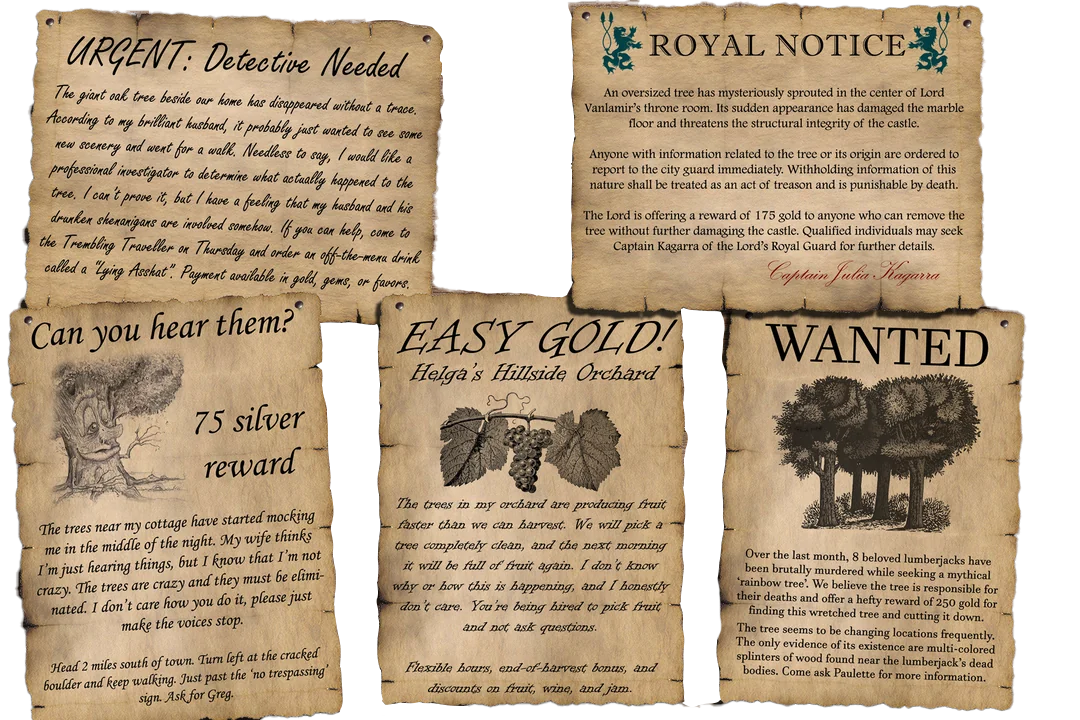 URGENT: Detective Needed
The giant oak tree beside our home has disappeared without a trace.
According to my brilliant husband, it probably just wanted to see some
new scenery and went for a walk. Needless to say, I would like a
professional investigator to determine what actually happened to the
tree. I can't prove it, but I have a feeling that my husband and his
drunken shenanigans are involved somehow. If you can help, come to
the Trembling Traveller on Thursday and order an off-the-menu drink
called a "Lying Asshat". Payment available in gold, gems, or favors.
ROYAL NOTICE
An oversized tree has mysteriously sprouted in the center of Lord
Vanlamir's throne room. Its sudden appearance has damaged the marble
floor and threatens the structural integrity of the castle.
Anyone with information related to the tree or its origin are ordered to
report to the city guard immediately. Withholding information of this
nature shall be treated as an act of treason and is punishable by death.
The Lord is offering a reward of 175 gold to anyone who can remove the
tree without further damaging the castle. Qualified individuals may seek
Captain Kagarra of the Lord's Royal Guard for further details.
Captain Julia Kagarra
Can you hear them?
75 silver
reward
The trees near my cottage have started mocking
me in the middle of the night. My wife thinks
I'm just hearing things, but I know that I'm not
crazy. The trees are crazy and they must be elimi-
nated. I don't care how you do it, please just
make the voices stop.
Head 2 miles south of town. Turn left at the cracked
boulder and keep walking. Just past the 'no trespassing'
sign. Ask for Greg.
EASY GOLD!
Helga's Hillside Orchard
The trees in my orchard are producing fruit
faster than we can harvest. We will pick a
tree completely clean, and the next morning
it will be full of fruit again. I don't know
why or how this is happening, and I honestly
don't care. You're being hired to pick fruit
and not ask questions.
Flexible hours, end-of-harvest bonus, and
discounts on fruit, wine, and jam.
WANTED
Over the last month, 8 beloved lumberjacks have
been brutally murdered while seeking a mythical
'rainbow tree'. We believe the tree is responsible for
their deaths and offer a hefty reward of 250 gold for
finding this wretched tree and cutting it down.
The tree seems to be changing locations frequently.
The only evidence of its existence are multi-colored
splinters of wood found near the lumberjack's dead
bodies. Come ask Paulette for more information.